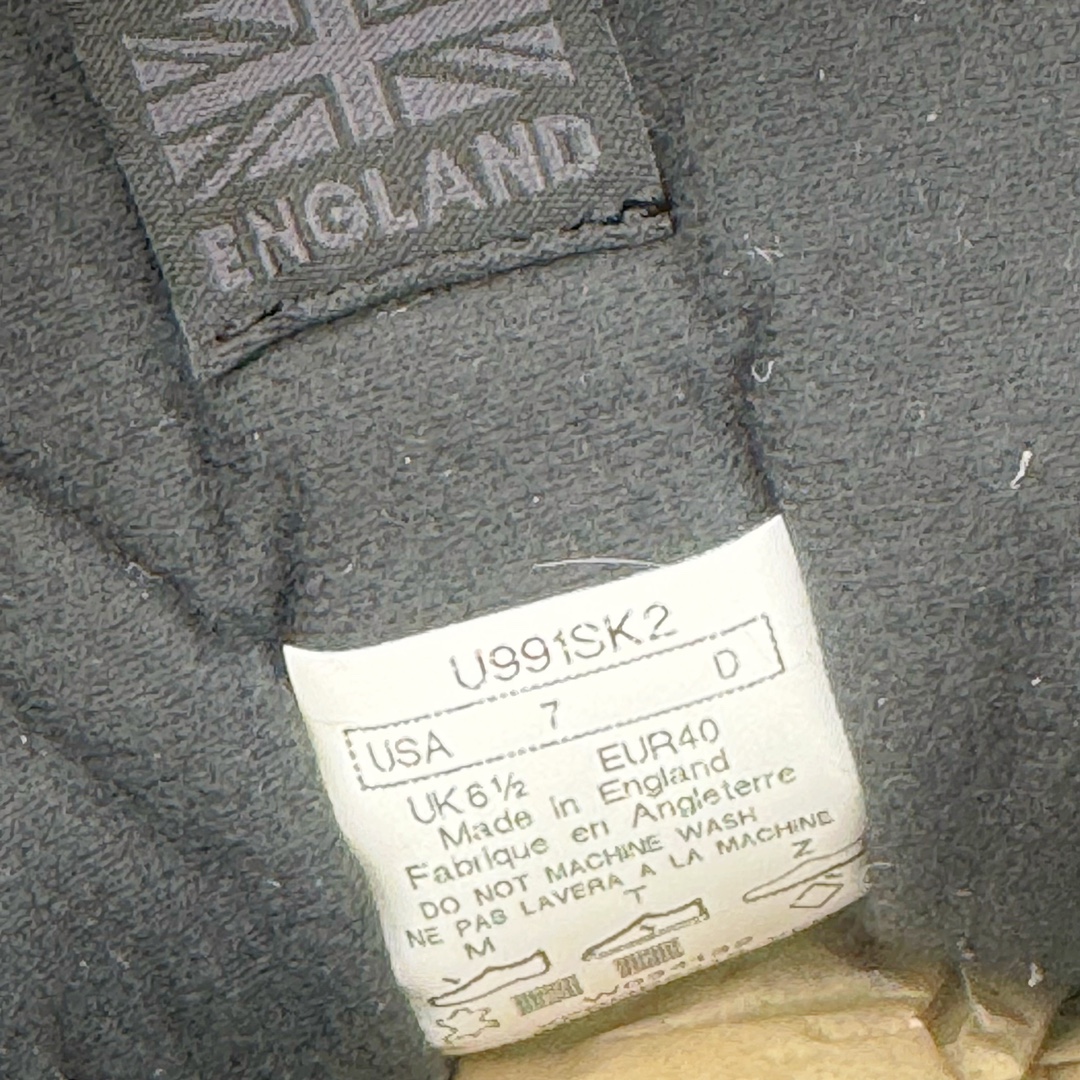 ENGLAND
U991SK2
USA 7 D
UK 6½ EUR40
Made in England
Fabrique en Angleterre
DO NOT MACHINE WASH
NE PAS LAVERA A LA MACHINE
M T Z